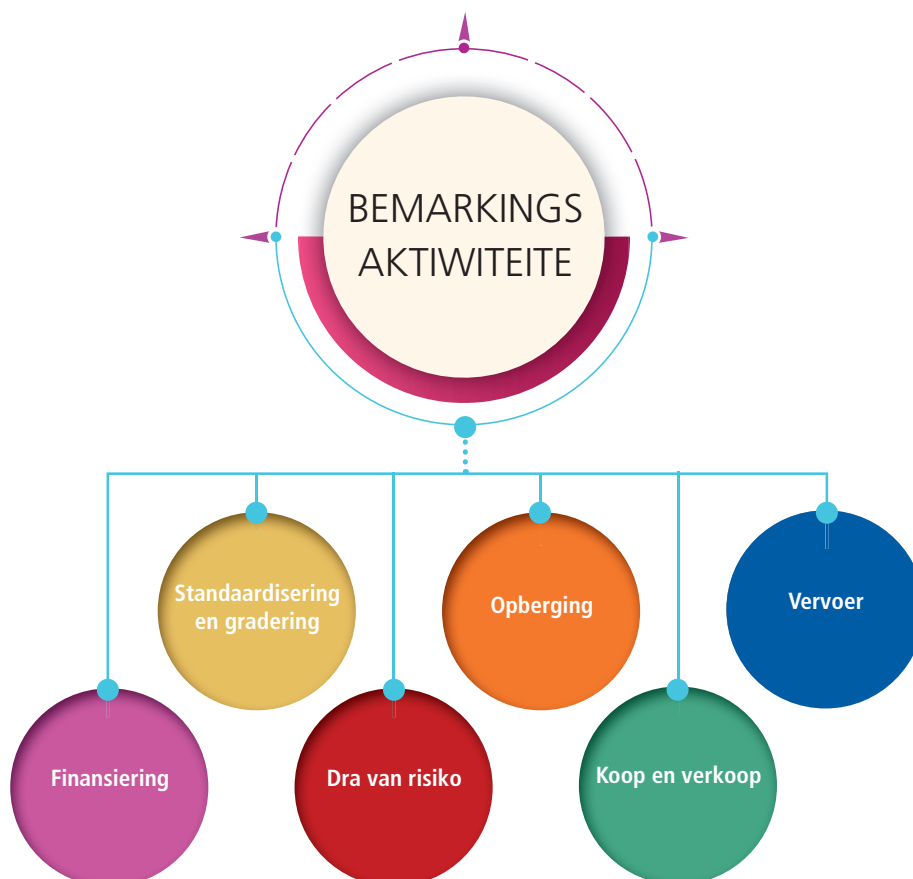 BEMARKINGS
AKTIWITEITE
Standaardisering
en gradering
Opberging
Vervoer
Finansiering
Dra van risiko
Koop en verkoop